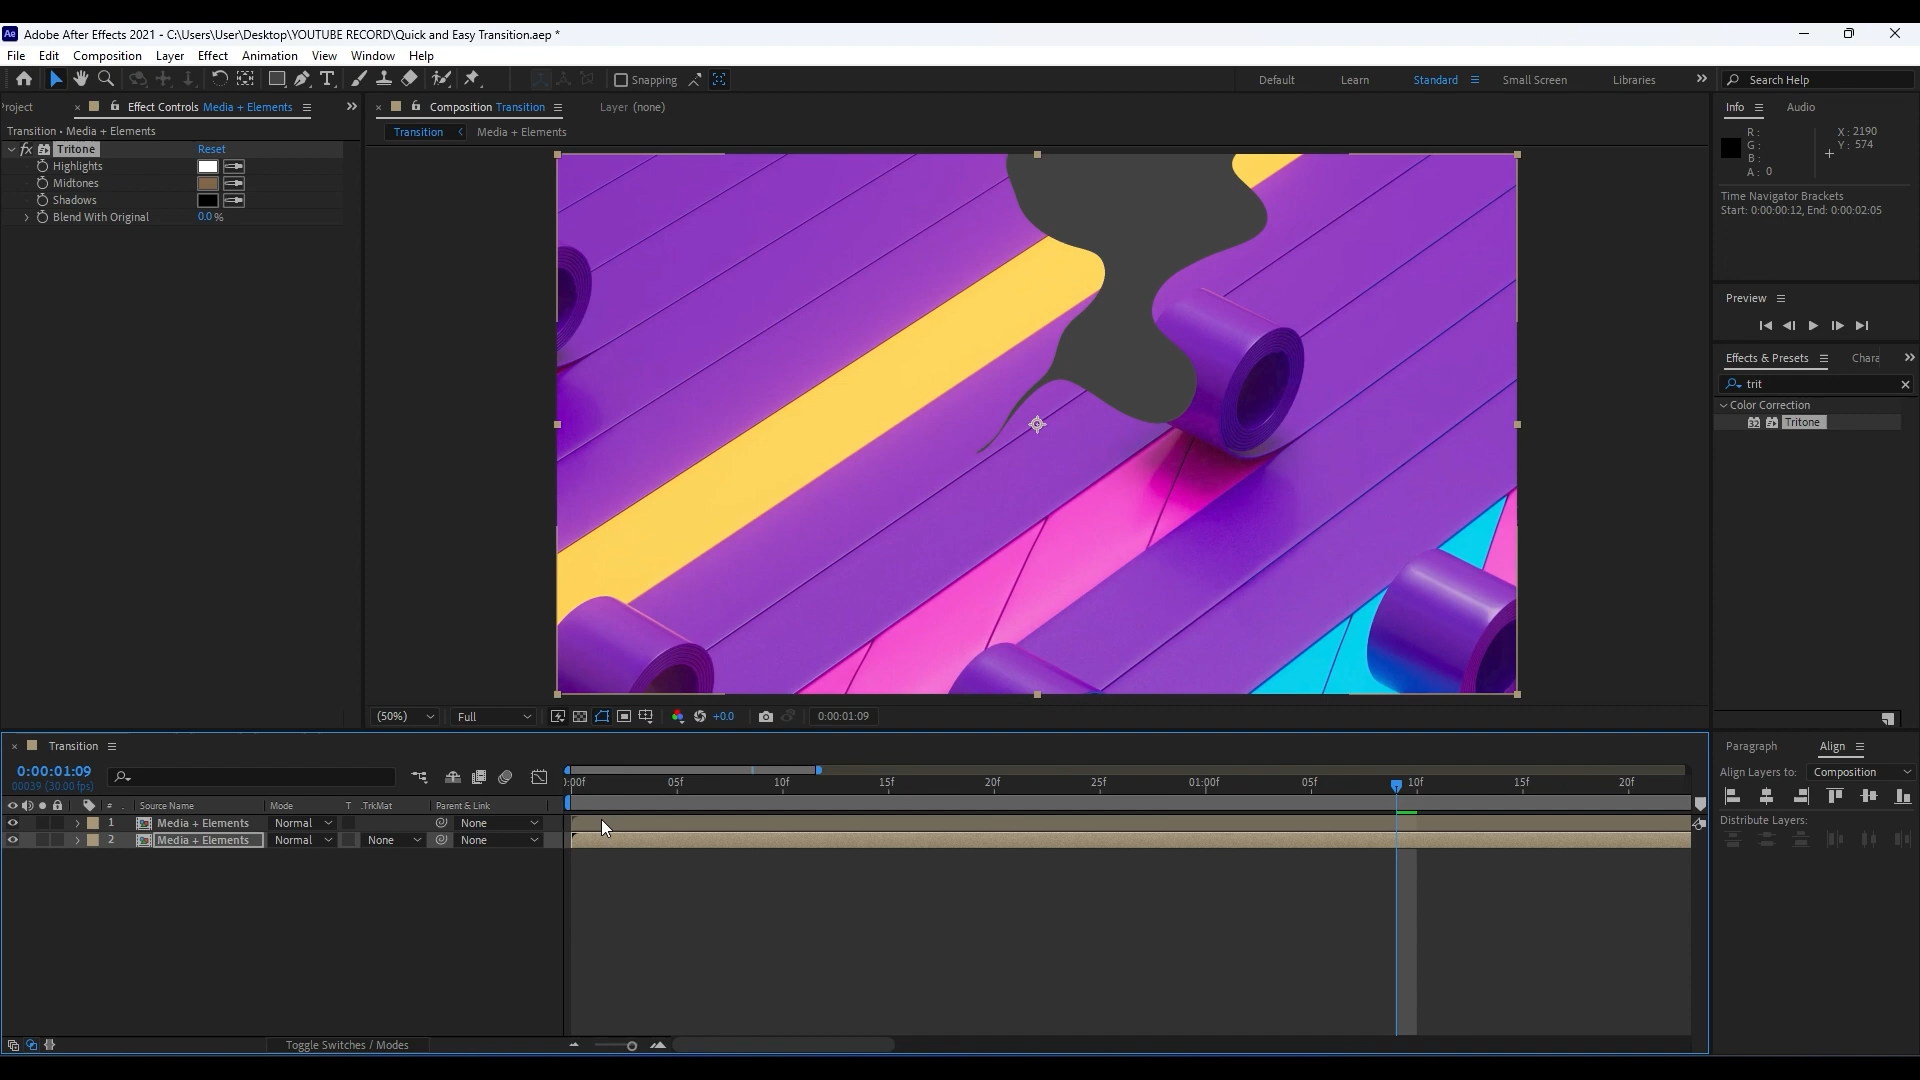 Adobe After Effects 2021 - C:\Users\User\Desktop\YOUTUBE RECORD\Quick and Easy Transition.aep *
File Edit Composition Layer Effect Animation View Window Help
Snapping Default Learn Standard Small Screen Libraries Search Help
roject Effect Controls Media + Elements Composition Transition Layer (none) Info Audio
Transition • Media + Elements Transition Media + Elements
fx Tritone Reset
Highlights
Midtones
Shadows
Blend With Original 0.0 %
R: X: 2190
G: Y: 574
B:
A: 0
Time Navigator Brackets
Start: 0:00:00:12, End: 0:00:02:05
Preview
Effects & Presets Chara
trit
Color Correction
32 Tritone
(50%) Full +0.0 0:00:01:09
Transition
0:00:01:09
00039 (30.00 fps)
):00f 05f 10f 15f 20f 25f 01:00f 05f 10f 15f 20f
# Source Name Mode T .TrkMat Parent & Link
1 Media + Elements Normal None
2 Media + Elements Normal None None
Toggle Switches / Modes
Paragraph Align
Align Layers to: Composition
Distribute Layers: